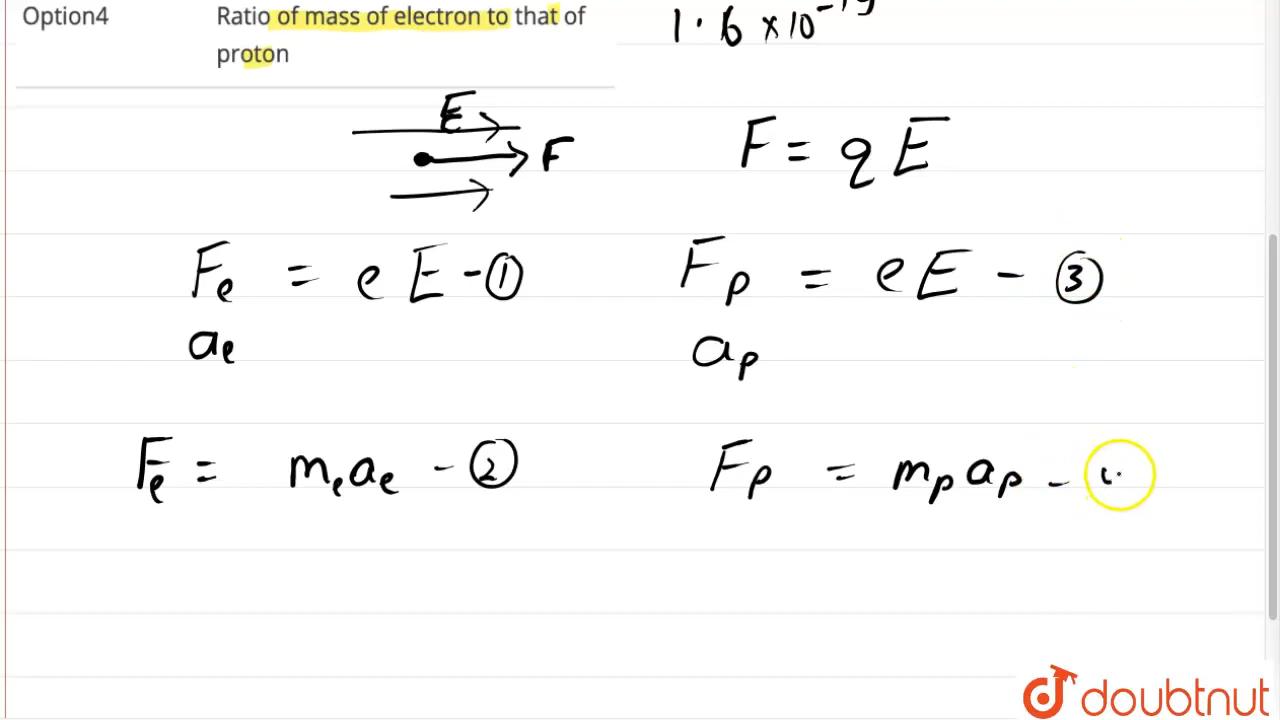 Option4 Ratio of mass of electron to that of
proton
1.6 ×10⁻¹⁹
E
F
F = qE
Fe = eE - ①
Fp = eE - ③
ae
ap
Fe = meae - ②
Fp = mpap -
doubtnut